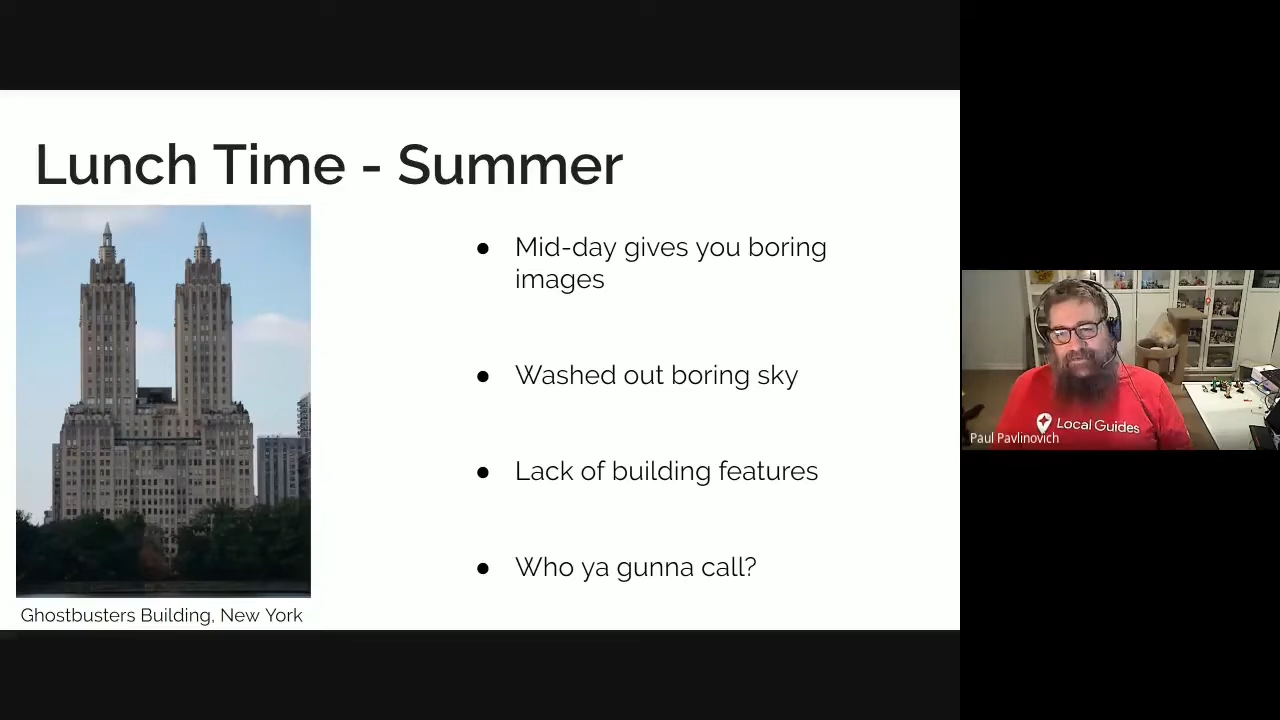 Lunch Time - Summer
● Mid-day gives you boring
images
● Washed out boring sky
● Lack of building features
● Who ya gunna call?
Ghostbusters Building, New York
Local Guides
Paul Pavlinovich